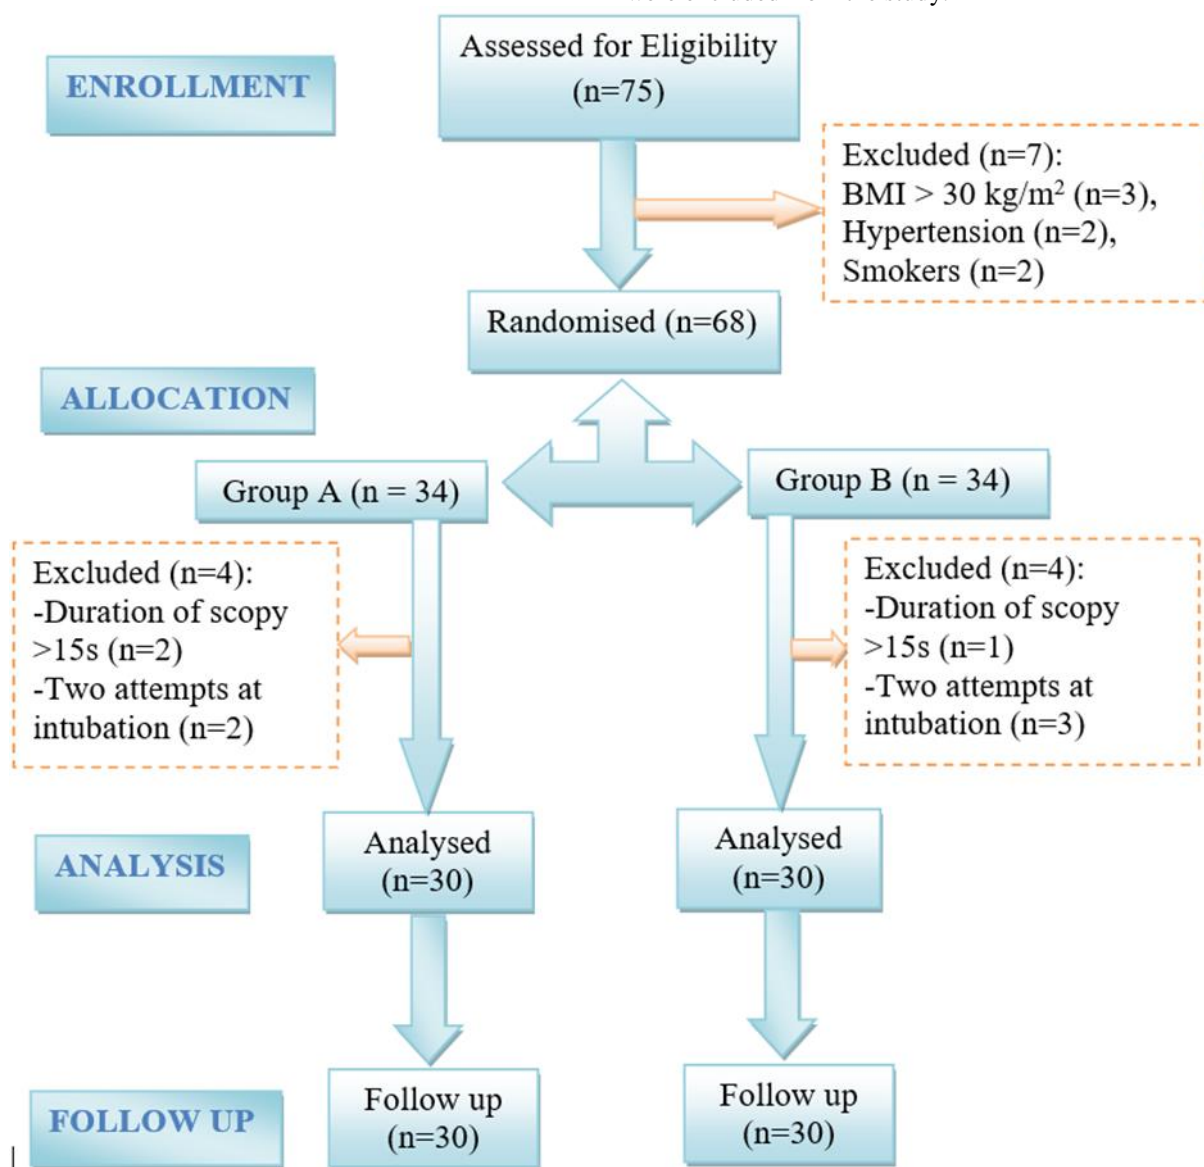 Assessed for Eligibility
(n=75)
ENROLLMENT
Excluded (n=7):
BMI > 30 kg/m² (n=3),
Hypertension (n=2),
Smokers (n=2)
Randomised (n=68)
ALLOCATION
Group A (n = 34)
Group B (n = 34)
Excluded (n=4):
-Duration of scopy
>15s (n=2)
-Two attempts at
intubation (n=2)
Excluded (n=4):
-Duration of scopy
>15s (n=1)
-Two attempts at
intubation (n=3)
ANALYSIS
Analysed
(n=30)
Analysed
(n=30)
FOLLOW UP
Follow up
(n=30)
Follow up
(n=30)